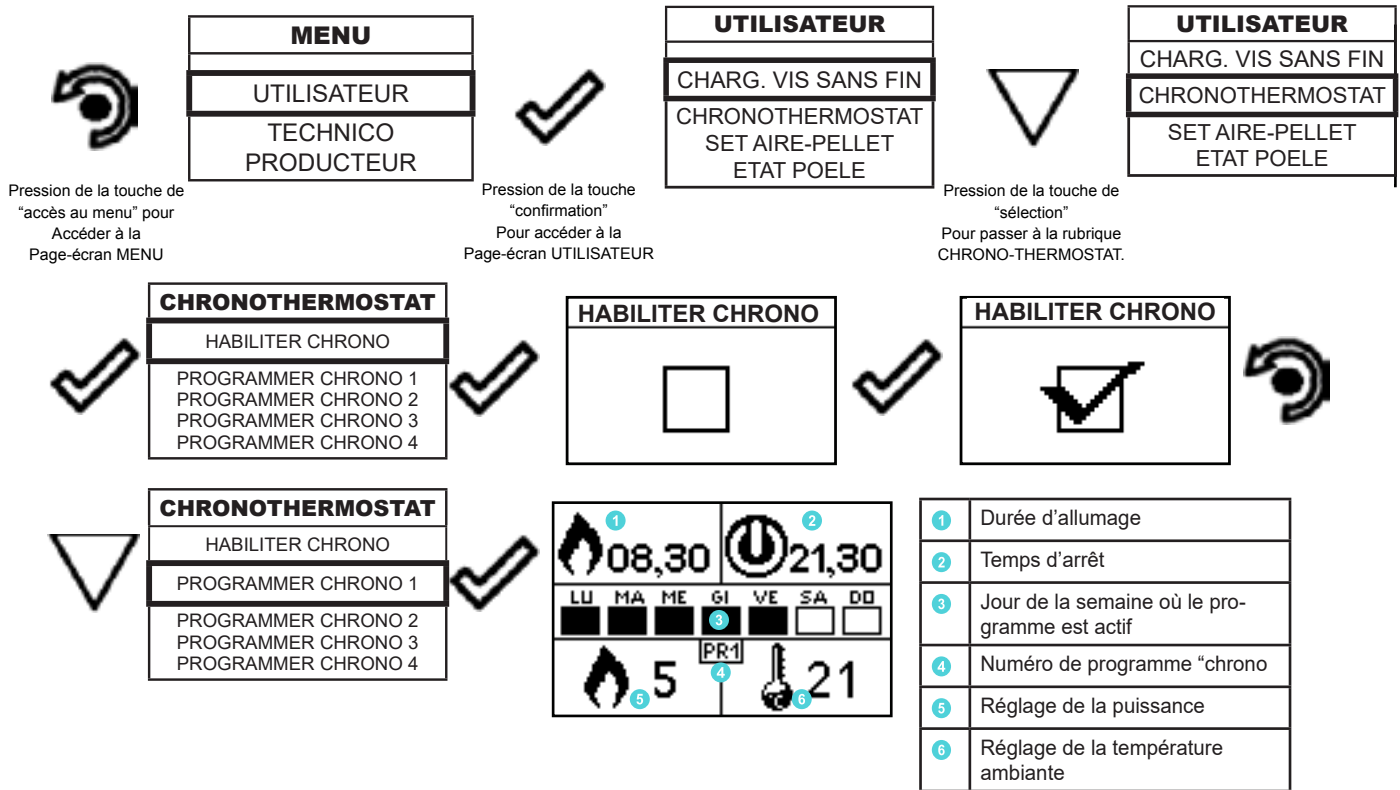 MENU
UTILISATEUR
TECHNICO
PRODUCTEUR
Pression de la touche de
“accès au menu” pour
Accéder à la
Page-écran MENU
Pression de la touche
“confirmation”
Pour accéder à la
Page-écran UTILISATEUR
UTILISATEUR
CHARG. VIS SANS FIN
CHRONOTHERMOSTAT
SET AIRE-PELLET
ETAT POELE
Pression de la touche de
“sélection”
Pour passer à la rubrique
CHRONO-THERMOSTAT.
UTILISATEUR
CHARG. VIS SANS FIN
CHRONOTHERMOSTAT
SET AIRE-PELLET
ETAT POELE
CHRONOTHERMOSTAT
HABILITER CHRONO
PROGRAMMER CHRONO 1
PROGRAMMER CHRONO 2
PROGRAMMER CHRONO 3
PROGRAMMER CHRONO 4
HABILITER CHRONO
HABILITER CHRONO
CHRONOTHERMOSTAT
HABILITER CHRONO
PROGRAMMER CHRONO 1
PROGRAMMER CHRONO 2
PROGRAMMER CHRONO 3
PROGRAMMER CHRONO 4
1 2
08,30 21,30
LU MA ME GI VE SA DO
3
PR1
4
5 5 6 21
1 Durée d’allumage
2 Temps d’arrêt
3 Jour de la semaine où le pro-
gramme est actif
4 Numéro de programme “chrono
5 Réglage de la puissance
6 Réglage de la température
ambiante